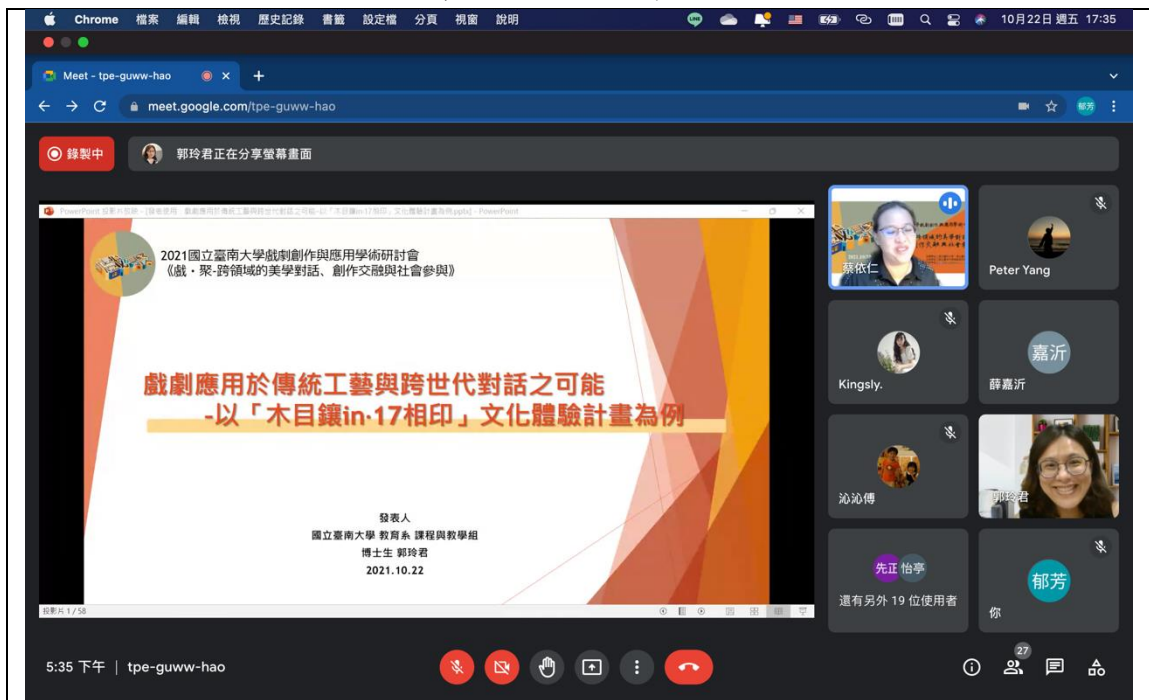 Chrome 檔案 編輯 檢視 歷史記錄 書籤 設定檔 分頁 視窗 說明
10月22日 週五 17:35
Meet - tpe-guww-hao
meet.google.com/tpe-guww-hao
郁芳
錄製中
郭玲君正在分享螢幕畫面
2021國立臺南大學戲劇創作與應用學術研討會
《戲・聚-跨領域的美學對話、創作交融與社會參與》
戲劇應用於傳統工藝與跨世代對話之可能
-以「木目鑲in·17相印」文化體驗計畫為例
發表人
國立臺南大學 教育系 課程與教學組
博士生 郭玲君
2021.10.22
投影片 1 / 58
蔡依仁
Peter Yang
Kingsly.
嘉沂
薛嘉沂
沁沁傅
郭玲君
先正 怡亭
還有另外 19 位使用者
郁芳
你
5:35 下午 | tpe-guww-hao
27